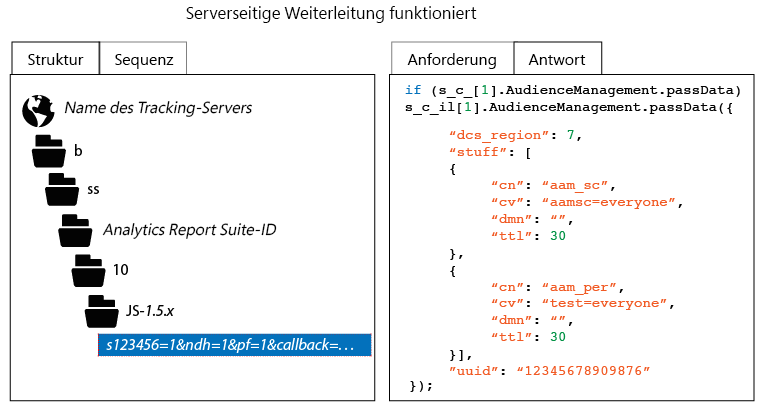 Serverseitige Weiterleitung funktioniert
Struktur
Sequenz
Name des Tracking-Servers
b
ss
Analytics Report Suite-ID
10
JS-1.5.x
s123456=1&ndh=1&pf=1&callback=...
Anforderung
Antwort
if (s_c_[1].AudienceManagement.passData)
s_c_il[1].AudienceManagement.passData({
“dcs_region”: 7,
“stuff”: [
{
“cn”: “aam_sc”,
“cv”: “aamsc=everyone”,
“dmn”: “”,
“ttl”: 30
},
{
“cn”: “aam_per”,
“cv”: “test=everyone”,
“dmn”: “”,
“ttl”: 30
}],
”uuid”: “12345678909876”
});